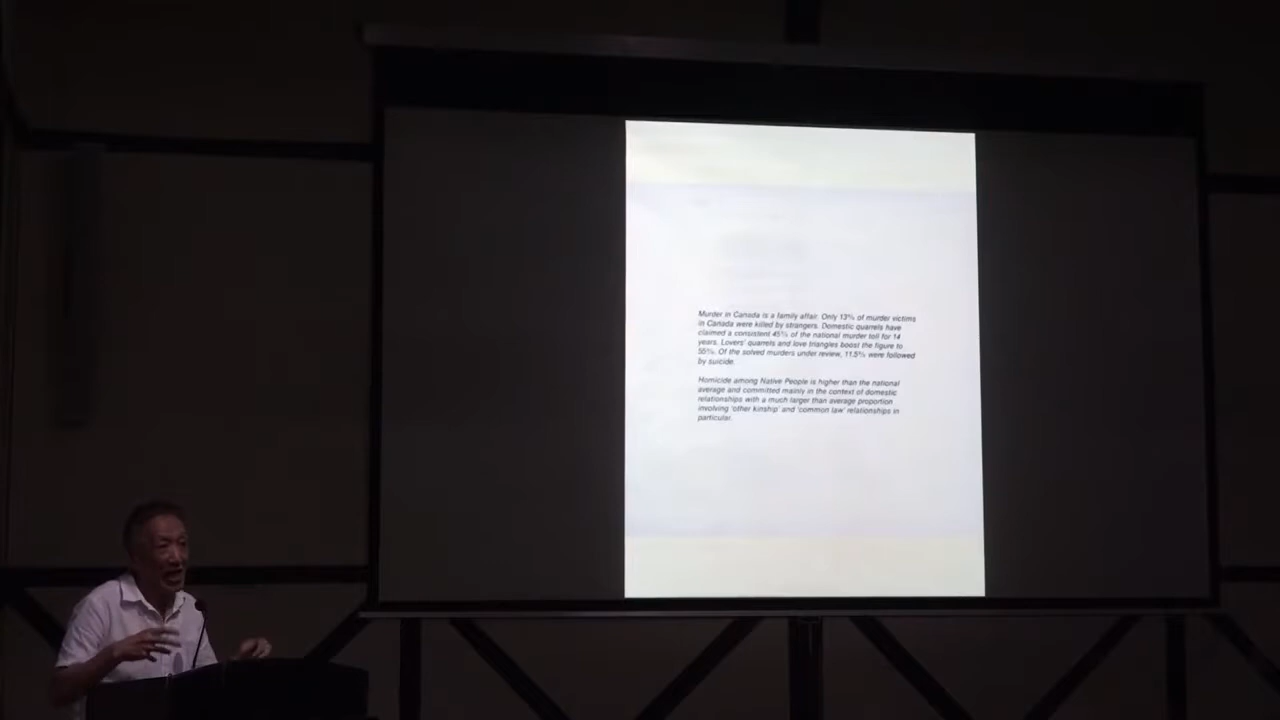 Murder in Canada is a family affair. Only 13% of murder victims
in Canada were killed by strangers. Domestic quarrels have
claimed a consistent 45% of the national murder toll for 14
years. Lovers' quarrels and love triangles boost the figure to
55%. Of the solved murders under review, 11.5% were followed
by suicide.
Homicide among Native People is higher than the national
average and committed mainly in the context of domestic
relationships with a much larger than average proportion
involving 'other kinship' and 'common law' relationships in
particular.